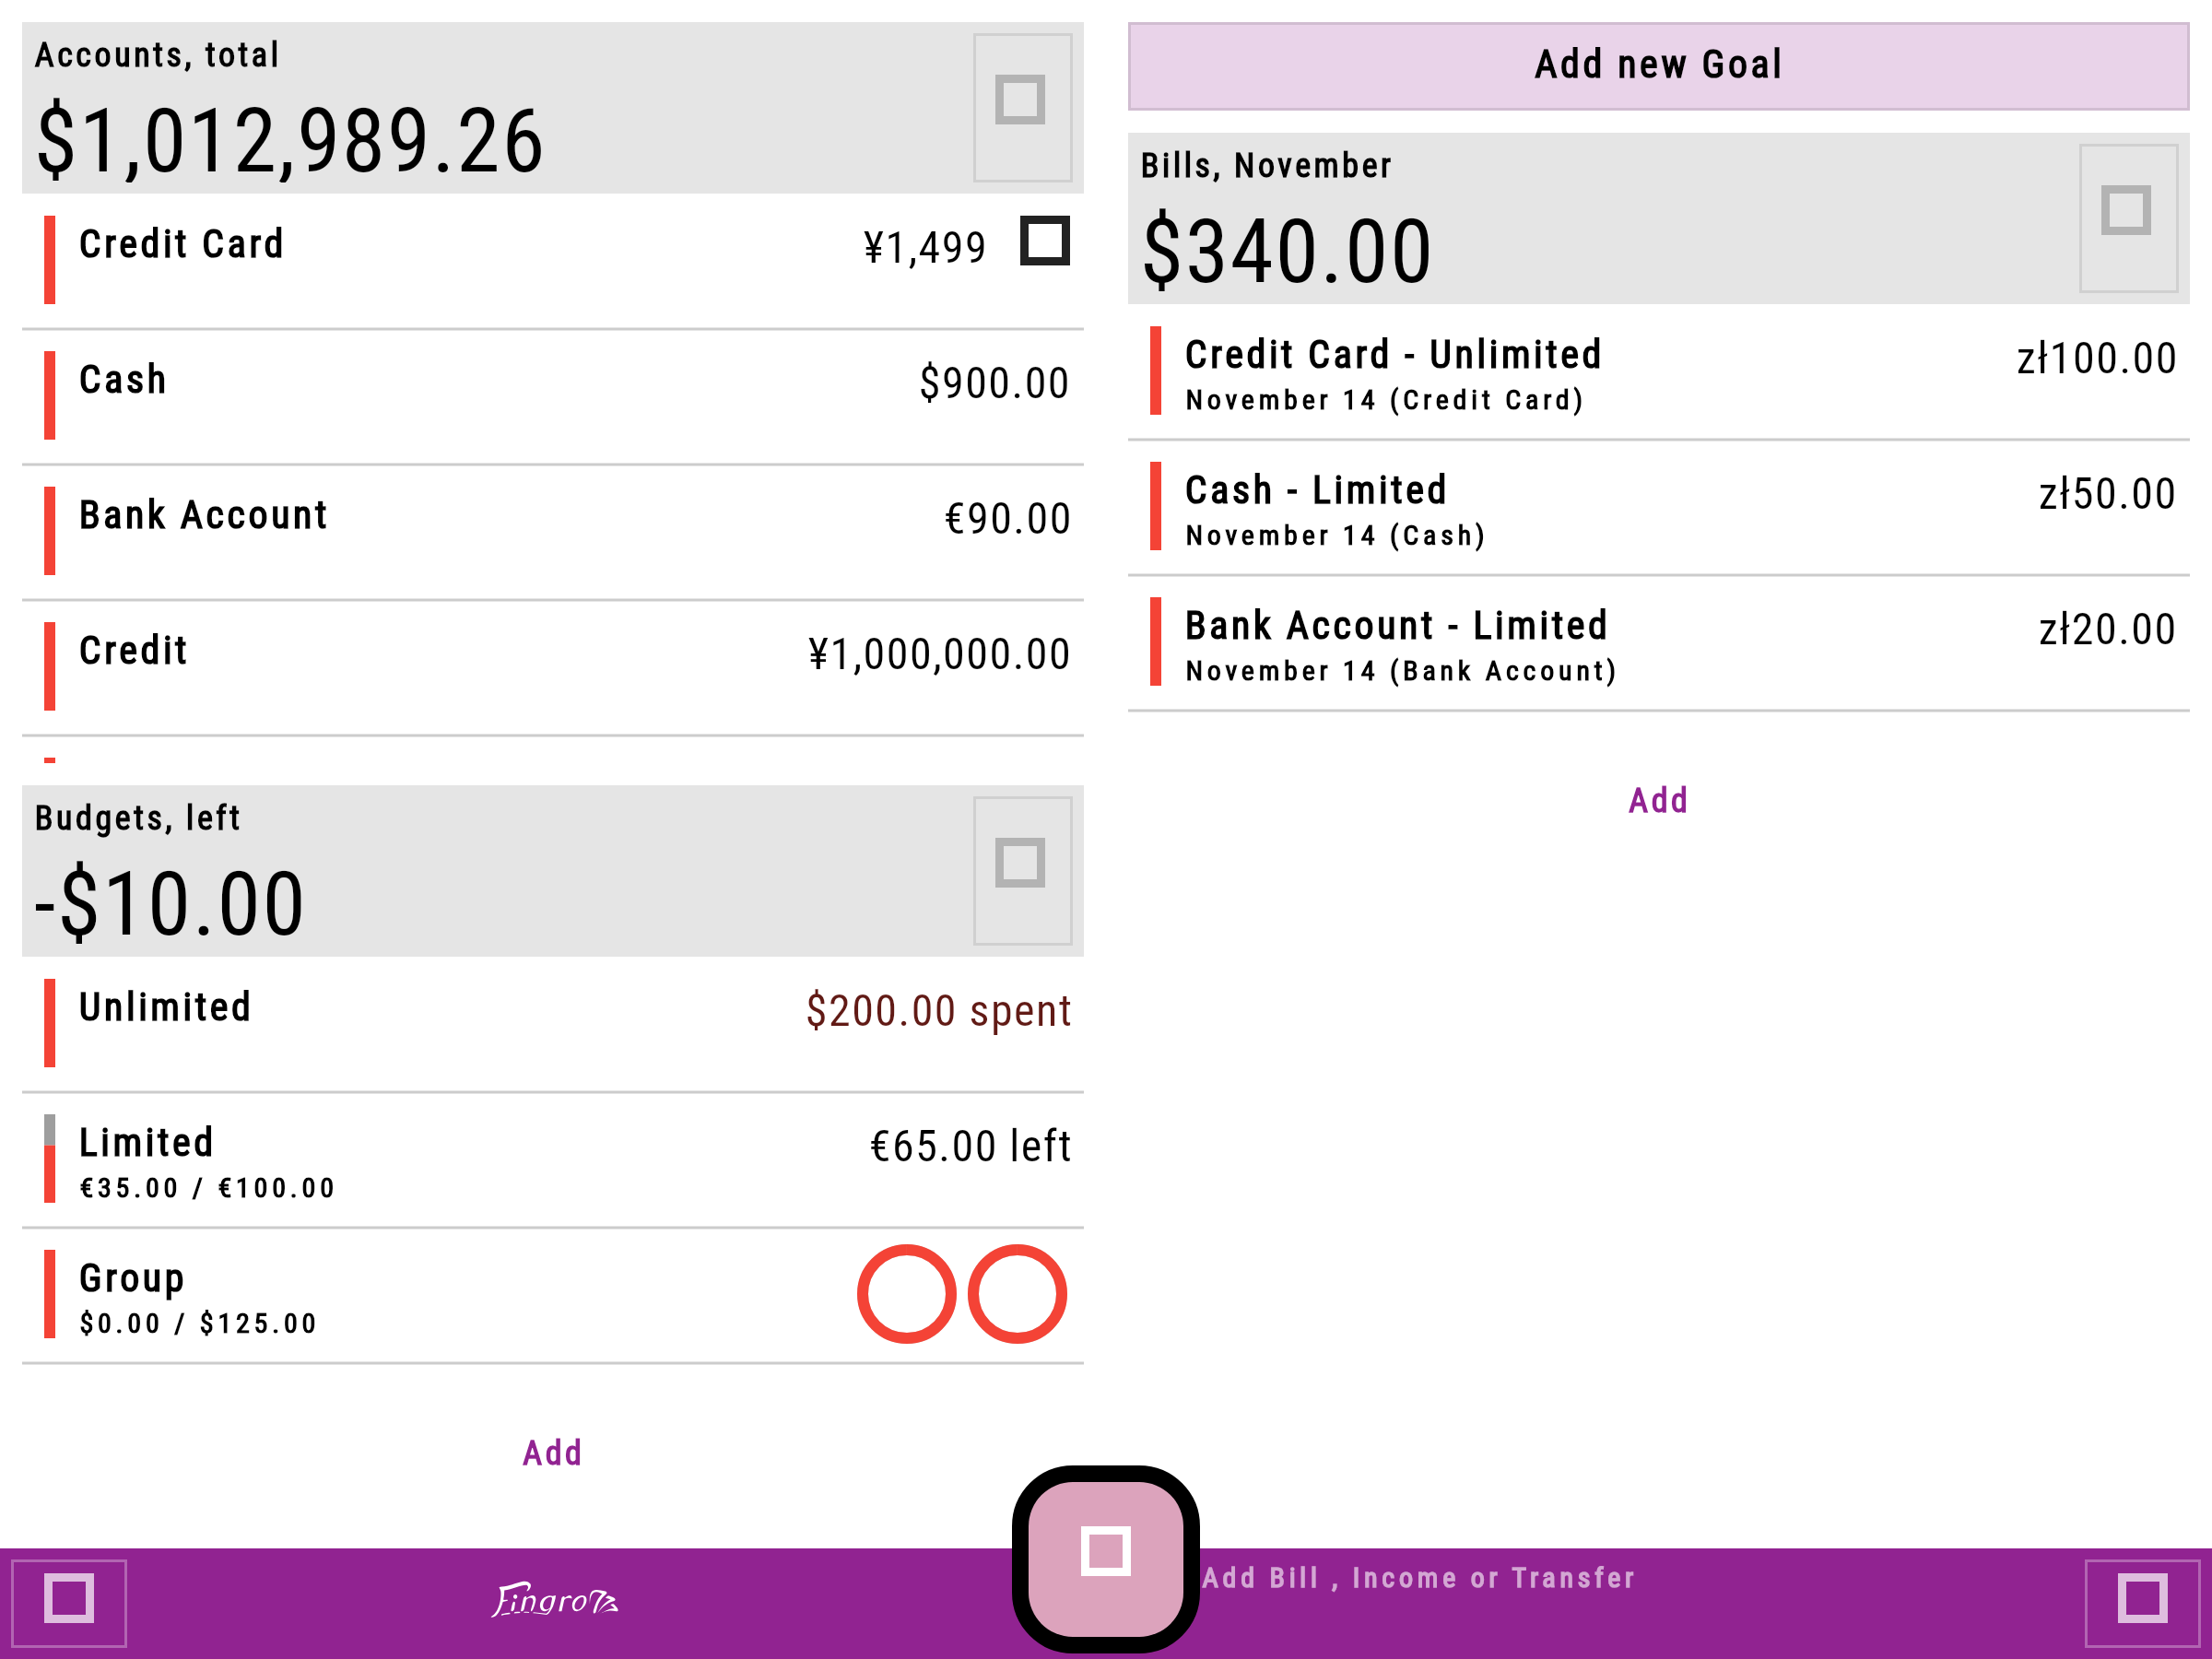 Accounts, total
$1,012,989.26
Credit Card
¥1,499
Cash
$900.00
Bank Account
€90.00
Credit
¥1,000,000.00
Budgets, left
-$10.00
Unlimited
$200.00 spent
Limited
€65.00 left
€35.00 / €100.00
Group
$0.00 / $125.00
Add
Add new Goal
Bills, November
$340.00
Credit Card - Unlimited
zł100.00
November 14 (Credit Card)
Cash - Limited
zł50.00
November 14 (Cash)
Bank Account - Limited
zł20.00
November 14 (Bank Account)
Add
Fingro
Add Bill , Income or Transfer